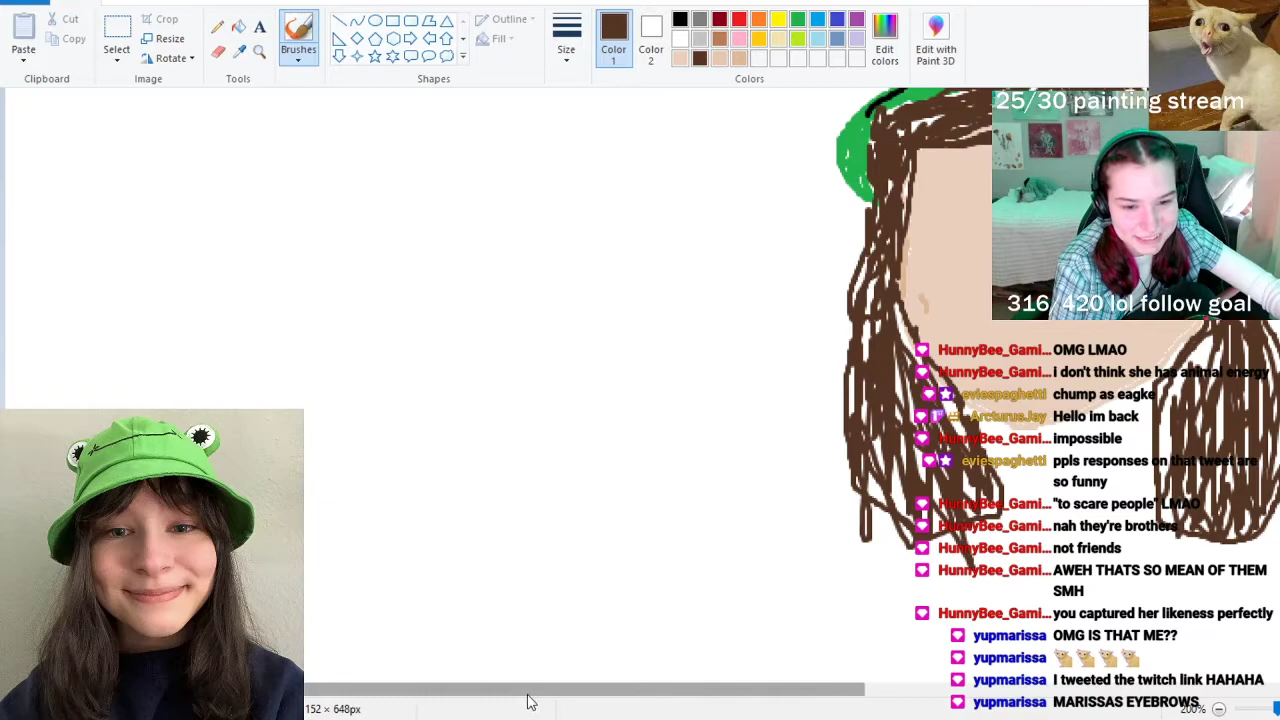 Cut
Copy
Paste
Clipboard
Select
Crop
Resize
Rotate
Image
A
Tools
Brushes
Outline
Fill
Shapes
Size
Color
1
Color
2
Edit
colors
Colors
Edit with
Paint 3D
25/30 painting stream
316/420 lol follow goal
HunnyBee_Gami... OMG LMAO
HunnyBee_Gami... i don't think she has animal energy
eviespaghetti chump as eagke
ArcturusJay Hello im back
HunnyBee_Gami... impossible
eviespaghetti ppls responses on that tweet are
so funny
HunnyBee_Gami... "to scare people" LMAO
HunnyBee_Gami... nah they're brothers
HunnyBee_Gami... not friends
HunnyBee_Gami... AWEH THATS SO MEAN OF THEM
SMH
HunnyBee_Gami... you captured her likeness perfectly
yupmarissa OMG IS THAT ME??
yupmarissa
yupmarissa I tweeted the twitch link HAHAHA
yupmarissa MARISSAS EYEBROWS
152 × 648px
200%